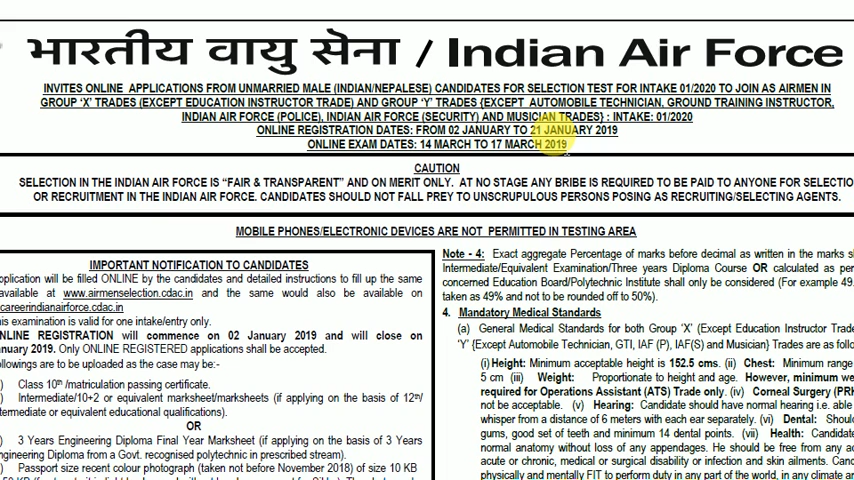 भारतीय वायु सेना / Indian Air Force
INVITES ONLINE APPLICATIONS FROM UNMARRIED MALE (INDIAN/NEPALESE) CANDIDATES FOR SELECTION TEST FOR INTAKE 01/2020 TO JOIN AS AIRMEN IN
GROUP ‘X’ TRADES (EXCEPT EDUCATION INSTRUCTOR TRADE) AND GROUP ‘Y’ TRADES {EXCEPT AUTOMOBILE TECHNICIAN, GROUND TRAINING INSTRUCTOR,
INDIAN AIR FORCE (POLICE), INDIAN AIR FORCE (SECURITY) AND MUSICIAN TRADES} : INTAKE: 01/2020
ONLINE REGISTRATION DATES: FROM 02 JANUARY TO 21 JANUARY 2019
ONLINE EXAM DATES: 14 MARCH TO 17 MARCH 2019
CAUTION
SELECTION IN THE INDIAN AIR FORCE IS “FAIR & TRANSPARENT” AND ON MERIT ONLY. AT NO STAGE ANY BRIBE IS REQUIRED TO BE PAID TO ANYONE FOR SELECTIO
OR RECRUITMENT IN THE INDIAN AIR FORCE. CANDIDATES SHOULD NOT FALL PREY TO UNSCRUPULOUS PERSONS POSING AS RECRUITING/SELECTING AGENTS.
MOBILE PHONES/ELECTRONIC DEVICES ARE NOT PERMITTED IN TESTING AREA
IMPORTANT NOTIFICATION TO CANDIDATES
pplication will be filled ONLINE by the candidates and detailed instructions to fill up the same
available at www.airmenselection.cdac.in and the same would also be available on
careerindianairforce.cdac.in
his examination is valid for one intake/entry only.
NLINE REGISTRATION will commence on 02 January 2019 and will close on
anuary 2019. Only ONLINE REGISTERED applications shall be accepted.
ollowings are to be uploaded as the case may be:-
) Class 10th /matriculation passing certificate.
) Intermediate/10+2 or equivalent marksheet/marksheets (if applying on the basis of 12th/
termediate or equivalent educational qualifications).
OR
) 3 Years Engineering Diploma Final Year Marksheet (if applying on the basis of 3 Years
ngineering Diploma from a Govt. recognised polytechnic in prescribed stream).
) Passport size recent colour photograph (taken not before November 2018) of size 10 KB
Note - 4: Exact aggregate Percentage of marks before decimal as written in the marks s
Intermediate/Equivalent Examination/Three years Diploma Course OR calculated as per
concerned Education Board/Polytechnic Institute shall only be considered (For example 49.
taken as 49% and not to be rounded off to 50%).
4. Mandatory Medical Standards
(a) General Medical Standards for both Group ‘X’ (Except Education Instructor Trade
‘Y’ {Except Automobile Technician, GTI, IAF (P), IAF(S) and Musician} Trades are as follo
(i) Height: Minimum acceptable height is 152.5 cms. (ii) Chest: Minimum range
5 cm (iii) Weight: Proportionate to height and age. However, minimum we
required for Operations Assistant (ATS) Trade only. (iv) Corneal Surgery (PRK
not be acceptable. (v) Hearing: Candidate should have normal hearing i.e. able
whisper from a distance of 6 meters with each ear separately. (vi) Dental: Shou
gums, good set of teeth and minimum 14 dental points. (vii) Health: Candidat
normal anatomy without loss of any appendages. He should be free from any ac
acute or chronic, medical or surgical disability or infection and skin ailments. Can
physically and mentally FIT to perform duty in any part of the world, in any climate a